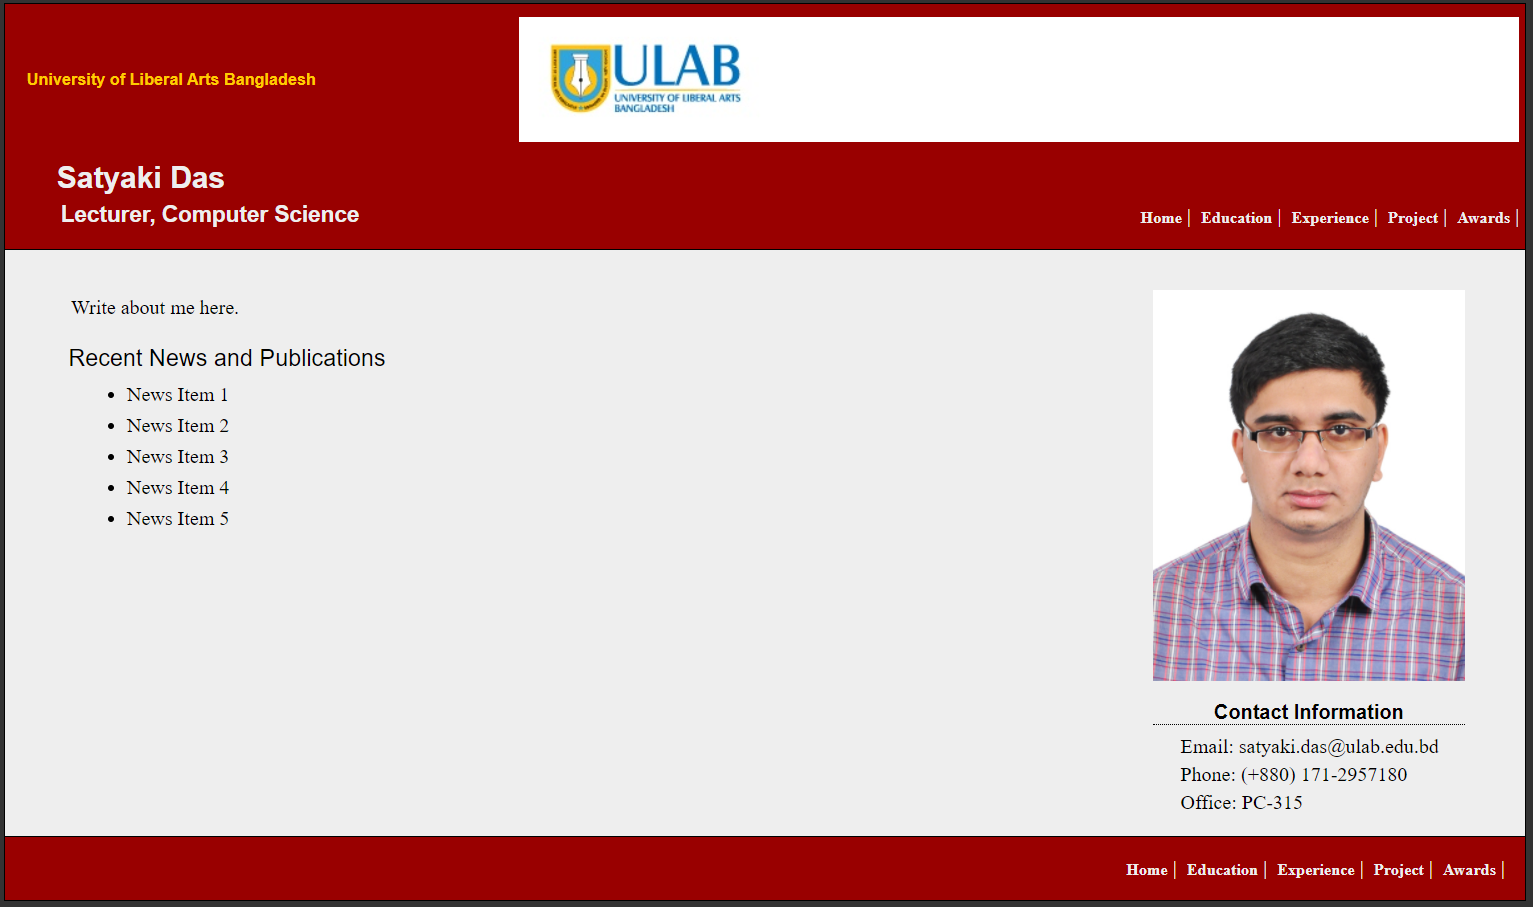 University of Liberal Arts Bangladesh
ULAB
UNIVERSITY OF LIBERAL ARTS
BANGLADESH
Satyaki Das
Lecturer, Computer Science
Home | Education | Experience | Project | Awards |
Write about me here.
Recent News and Publications
• News Item 1
• News Item 2
• News Item 3
• News Item 4
• News Item 5
Contact Information
Email: satyaki.das@ulab.edu.bd
Phone: (+880) 171-2957180
Office: PC-315
Home | Education | Experience | Project | Awards |